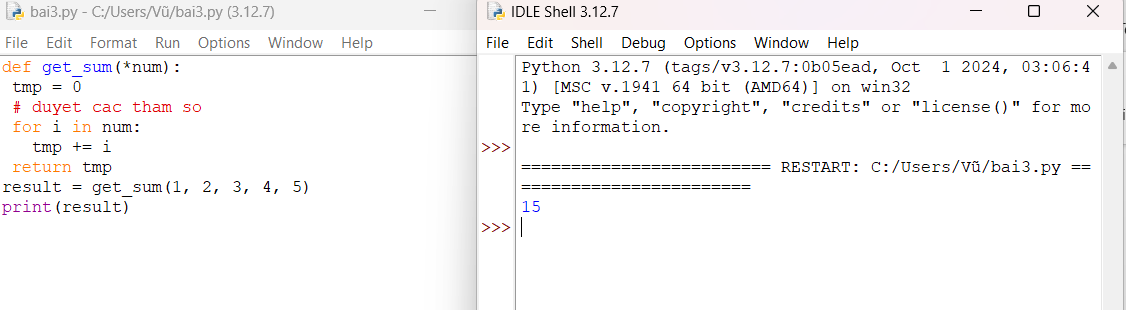 bai3.py - C:/Users/Vũ/bai3.py (3.12.7)
File Edit Format Run Options Window Help
def get_sum(*num):
 tmp = 0
 # duyet cac tham so
 for i in num:
   tmp += i
 return tmp
result = get_sum(1, 2, 3, 4, 5)
print(result)
IDLE Shell 3.12.7
File Edit Shell Debug Options Window Help
Python 3.12.7 (tags/v3.12.7:0b05ead, Oct  1 2024, 03:06:4
1) [MSC v.1941 64 bit (AMD64)] on win32
Type "help", "copyright", "credits" or "license()" for mo
re information.
>>>
========================= RESTART: C:/Users/Vũ/bai3.py ==
=======================
15
>>>